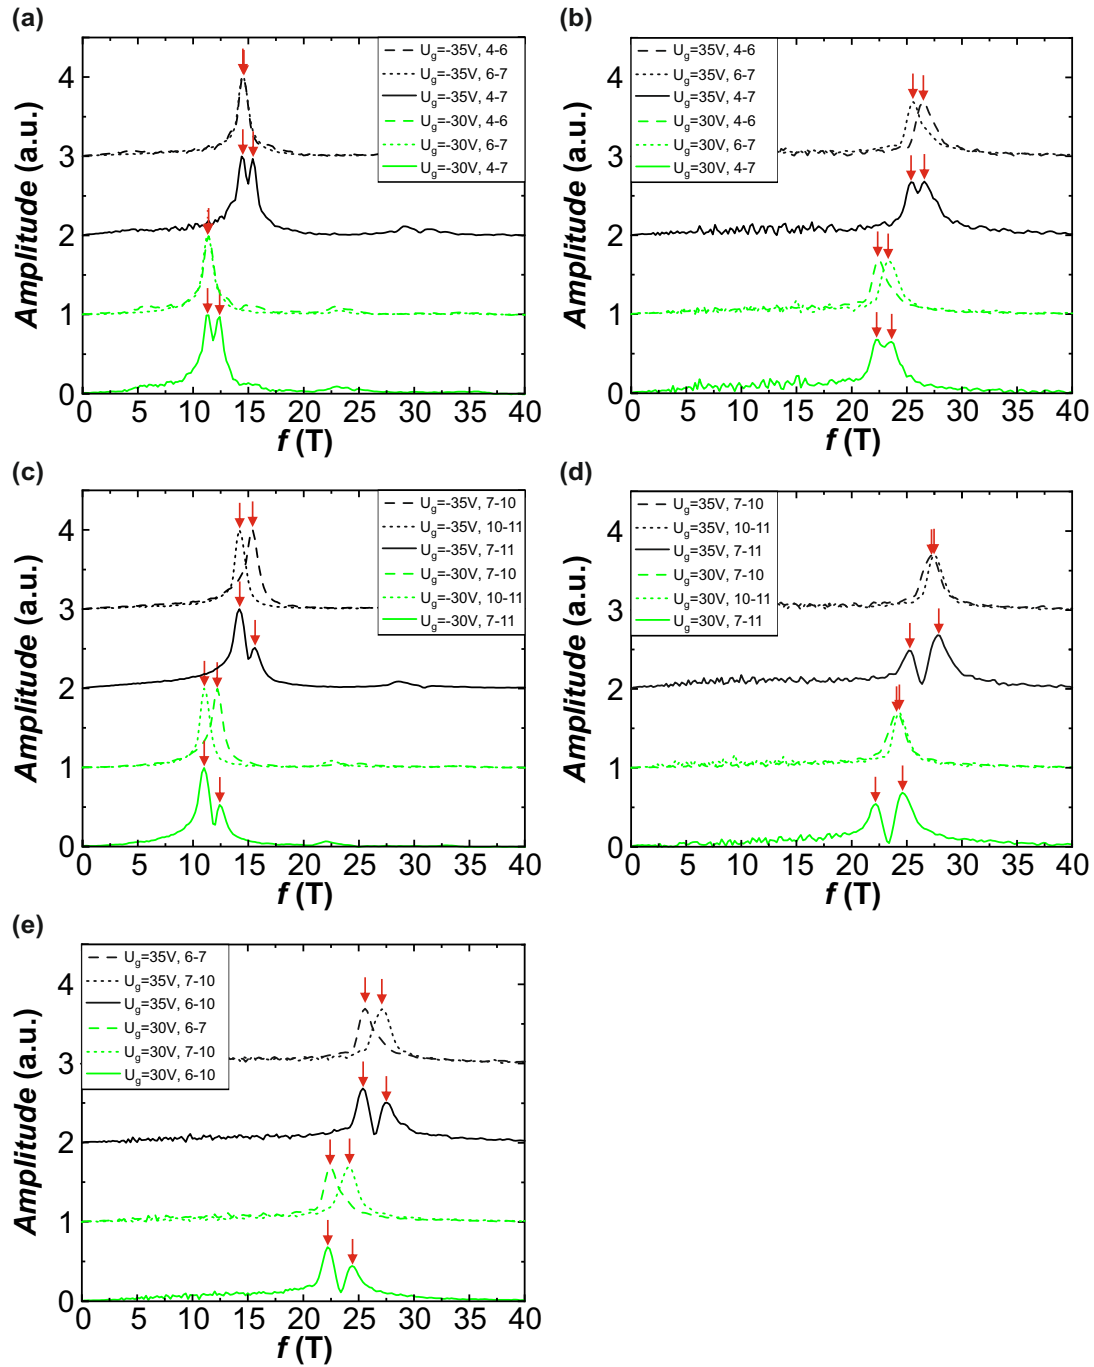 (a)
Amplitude (a.u.)
4
3
2
1
0
U_g=-35V, 4-6
U_g=-35V, 6-7
U_g=-35V, 4-7
U_g=-30V, 4-6
U_g=-30V, 6-7
U_g=-30V, 4-7
0 5 10 15 20 25 30 35 40
f (T)
(b)
Amplitude (a.u.)
4
3
2
1
0
U_g=35V, 4-6
U_g=35V, 6-7
U_g=35V, 4-7
U_g=30V, 4-6
U_g=30V, 6-7
U_g=30V, 4-7
0 5 10 15 20 25 30 35 40
f (T)
(c)
Amplitude (a.u.)
4
3
2
1
0
U_g=-35V, 7-10
U_g=-35V, 10-11
U_g=-35V, 7-11
U_g=-30V, 7-10
U_g=-30V, 10-11
U_g=-30V, 7-11
0 5 10 15 20 25 30 35 40
f (T)
(d)
Amplitude (a.u.)
4
3
2
1
0
U_g=35V, 7-10
U_g=35V, 10-11
U_g=35V, 7-11
U_g=30V, 7-10
U_g=30V, 10-11
U_g=30V, 7-11
0 5 10 15 20 25 30 35 40
f (T)
(e)
Amplitude (a.u.)
4
3
2
1
0
U_g=35V, 6-7
U_g=35V, 7-10
U_g=35V, 6-10
U_g=30V, 6-7
U_g=30V, 7-10
U_g=30V, 6-10
0 5 10 15 20 25 30 35 40
f (T)